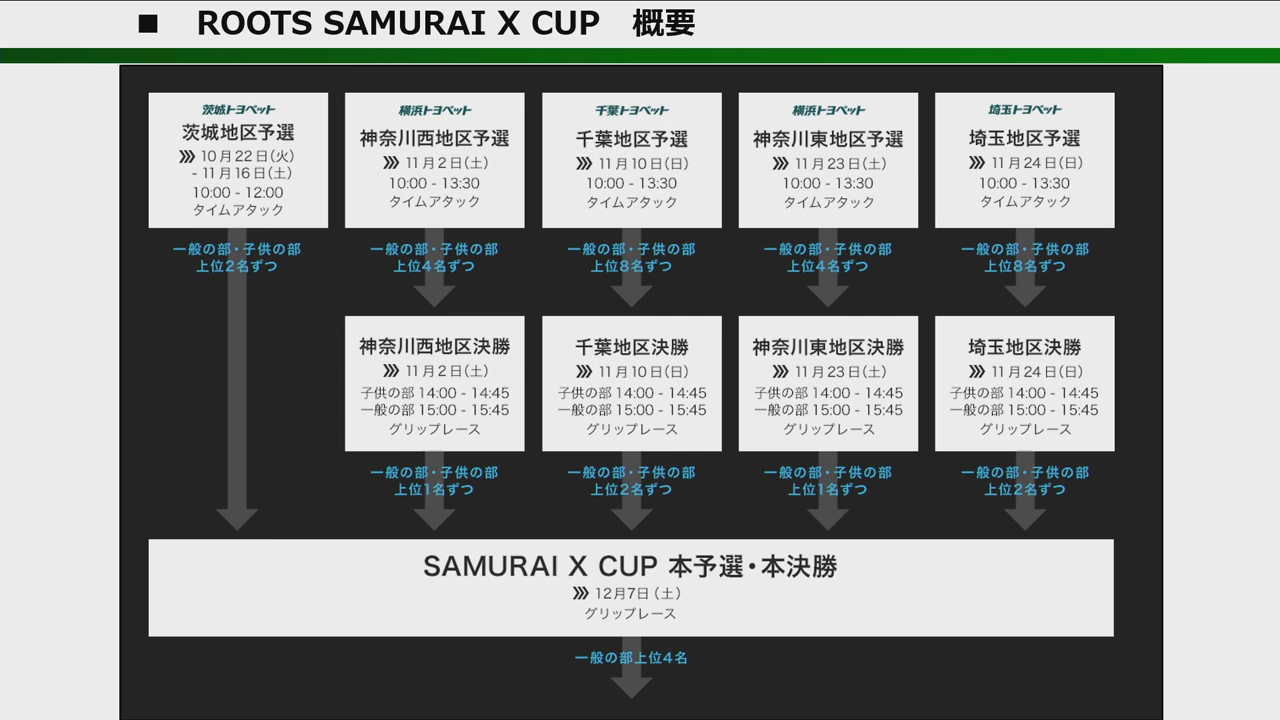 ■ ROOTS SAMURAI X CUP 概要
茨城トヨペット
茨城地区予選
10月22日(火)
- 11月16日(土)
10:00 - 12:00
タイムアタック
一般の部・子供の部
上位2名ずつ
横浜トヨペット
神奈川西地区予選
11月2日(土)
10:00 - 13:30
タイムアタック
一般の部・子供の部
上位4名ずつ
千葉トヨペット
千葉地区予選
11月10日(日)
10:00 - 13:30
タイムアタック
一般の部・子供の部
上位8名ずつ
横浜トヨペット
神奈川東地区予選
11月23日(土)
10:00 - 13:30
タイムアタック
一般の部・子供の部
上位4名ずつ
埼玉トヨペット
埼玉地区予選
11月24日(日)
10:00 - 13:30
タイムアタック
一般の部・子供の部
上位8名ずつ
神奈川西地区決勝
11月2日(土)
子供の部 14:00 - 14:45
一般の部 15:00 - 15:45
グリップレース
一般の部・子供の部
上位1名ずつ
千葉地区決勝
11月10日(日)
子供の部 14:00 - 14:45
一般の部 15:00 - 15:45
グリップレース
一般の部・子供の部
上位2名ずつ
神奈川東地区決勝
11月23日(土)
子供の部 14:00 - 14:45
一般の部 15:00 - 15:45
グリップレース
一般の部・子供の部
上位1名ずつ
埼玉地区決勝
11月24日(日)
子供の部 14:00 - 14:45
一般の部 15:00 - 15:45
グリップレース
一般の部・子供の部
上位2名ずつ
SAMURAI X CUP 本予選・本決勝
12月7日(土)
グリップレース
一般の部上位4名